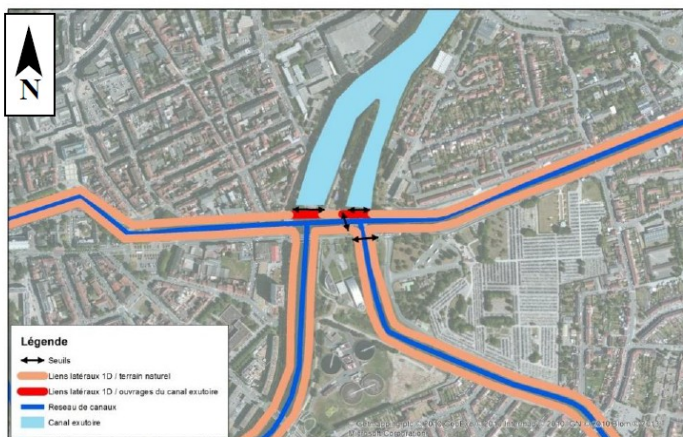 N
Légende
Seuils
Liens latéraux 1D / terrain naturel
Liens latéraux 1D / ouvrages du canal exutoire
Reseau de canaux
Canal exutoire